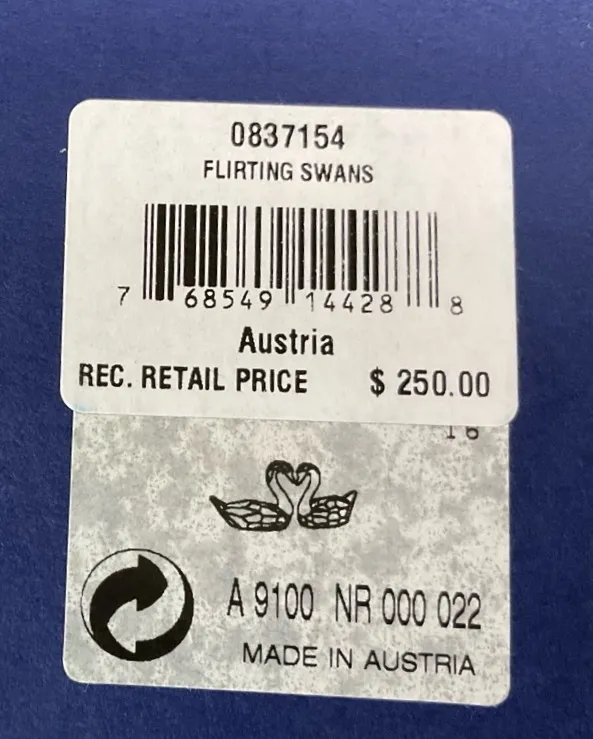 0837154
FLIRTING SWANS
7 68549 14428 8
Austria
REC. RETAIL PRICE $ 250.00
16
A 9100 NR 000 022
MADE IN AUSTRIA